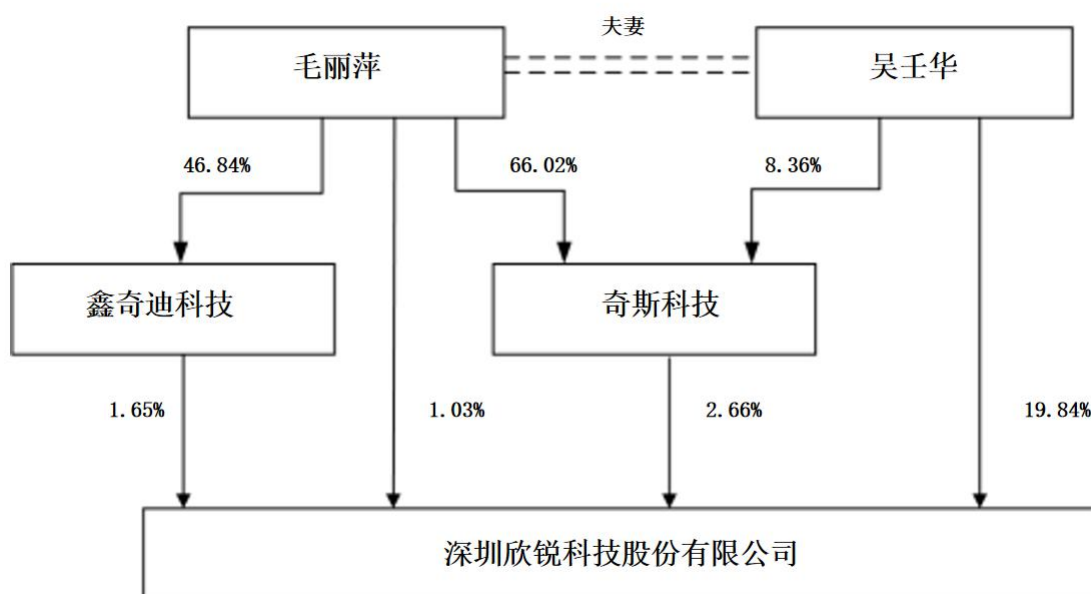 夫妻
毛丽萍
吴壬华
46.84%
66.02%
8.36%
鑫奇迪科技
奇斯科技
1.65%
1.03%
2.66%
19.84%
深圳欣锐科技股份有限公司